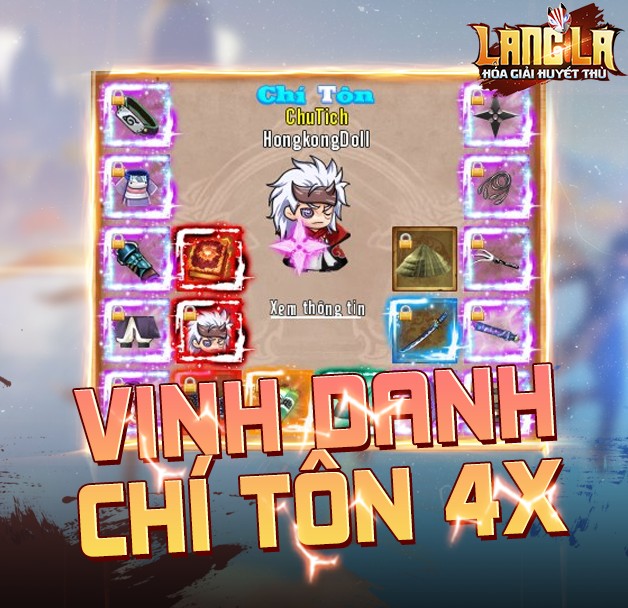 LANG LA
HỎA GIẢI HUYẾT THÙ
Chí Tôn
ChuTich
HongkongDoll
Xem thông tin
VINH DANH
CHÍ TÔN 4X